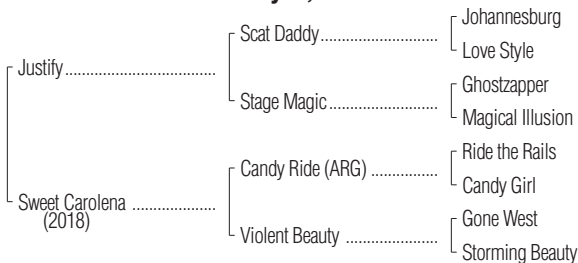 Johannesburg
Scat Daddy
Love Style
Justify
Ghostzapper
Stage Magic
Magical Illusion
Ride the Rails
Candy Ride (ARG)
Candy Girl
Sweet Carolena
(2018)
Gone West
Violent Beauty
Storming Beauty